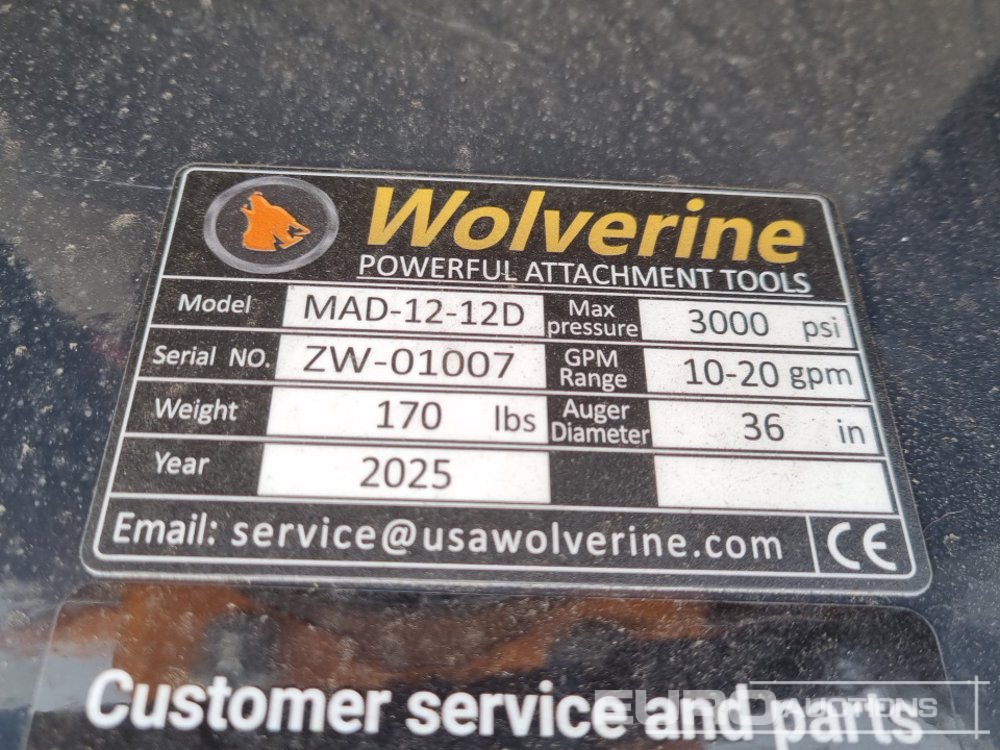 Wolverine
POWERFUL ATTACHMENT TOOLS
Model MAD-12-12D Max pressure 3000 psi
Serial NO. ZW-01007 GPM Range 10-20 gpm
Weight 170 lbs Auger Diameter 36 in
Year 2025
Email: service@usawolverine.com CE
Customer service and parts
EURO AUCTIONS